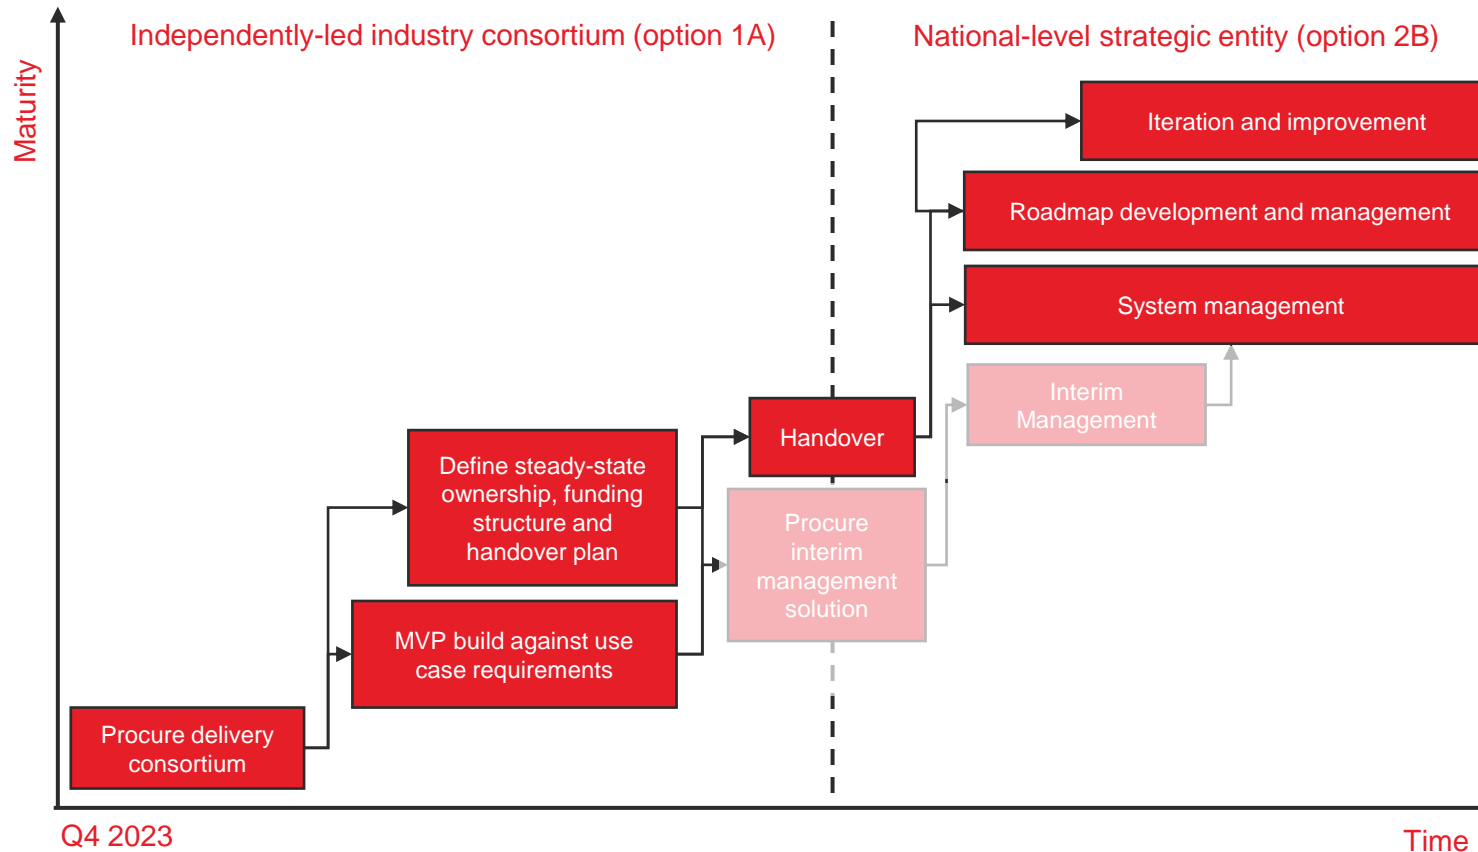 Independently-led industry consortium (option 1A)
National-level strategic entity (option 2B)
Maturity
Iteration and improvement
Roadmap development and management
System management
Interim
Management
Handover
Define steady-state
ownership, funding
structure and
handover plan
Procure
interim
management
solution
MVP build against use
case requirements
Procure delivery
consortium
Q4 2023
Time